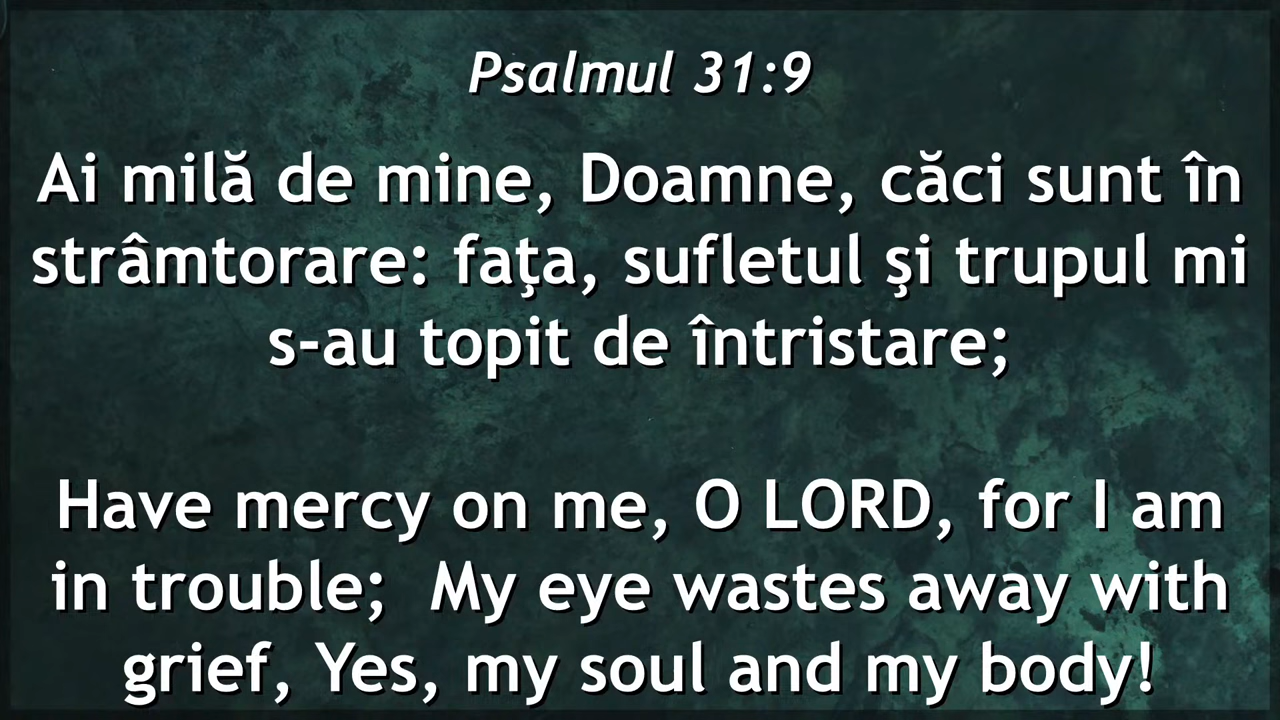 Psalmul 31:9
Ai milă de mine, Doamne, căci sunt în
strâmtorare: faţa, sufletul şi trupul mi
s-au topit de întristare;
Have mercy on me, O LORD, for I am
in trouble;  My eye wastes away with
grief, Yes, my soul and my body!